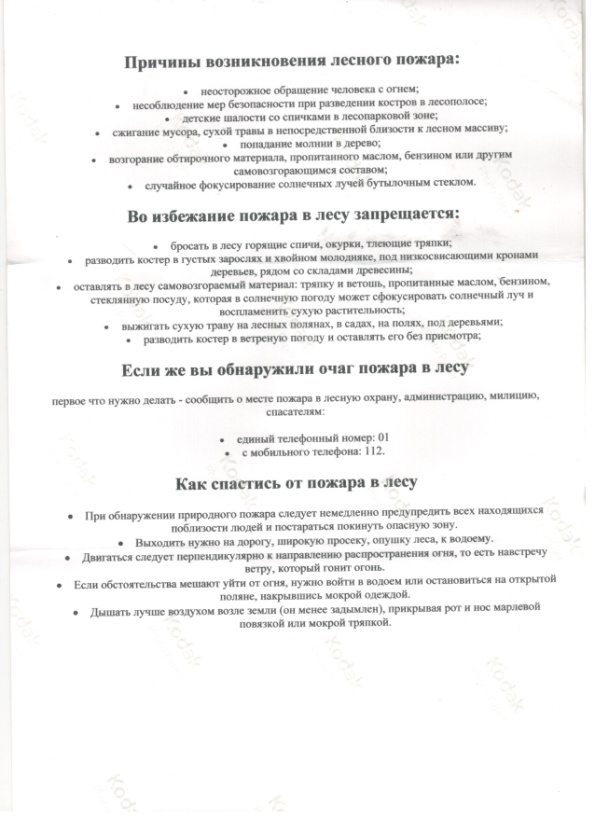 Причины возникновения лесного пожара:
• неосторожное обращение человека с огнем;
• несоблюдение мер безопасности при разведении костров в лесополосе;
• детские шалости со спичками в лесопарковой зоне;
• сжигание мусора, сухой травы в непосредственной близости к лесном массиву;
• попадание молнии в дерево;
• возгорание обтирочного материала, пропитанного маслом, бензином или другим
самовозгорающимся составом;
• случайное фокусирование солнечных лучей бутылочным стеклом.
Во избежание пожара в лесу запрещается:
• бросать в лесу горящие спичи, окурки, тлеющие тряпки;
• разводить костер в густых зарослях и хвойном молодняке, под низкосвисающими кронами
деревьев, рядом со складами древесины;
• оставлять в лесу самовозгораемый материал: тряпку и ветошь, пропитанные маслом, бензином,
стеклянную посуду, которая в солнечную погоду может сфокусировать солнечный луч и
воспламенить сухую растительность;
• выжигать сухую траву на лесных полянах, в садах, на полях, под деревьями;
• разводить костер в ветреную погоду и оставлять его без присмотра;
Если же вы обнаружили очаг пожара в лесу
первое что нужно делать - сообщить о месте пожара в лесную охрану, администрацию, милицию,
спасателям:
• единый телефонный номер: 01
• с мобильного телефона: 112.
Как спастись от пожара в лесу
• При обнаружении природного пожара следует немедленно предупредить всех находящихся
поблизости людей и постараться покинуть опасную зону.
• Выходить нужно на дорогу, широкую просеку, опушку леса, к водоему.
• Двигаться следует перпендикулярно к направлению распространения огня, то есть навстречу
ветру, который гонит огонь.
• Если обстоятельства мешают уйти от огня, нужно войти в водоем или остановиться на открытой
поляне, накрывшись мокрой одеждой.
• Дышать лучше воздухом возле земли (он менее задымлен), прикрывая рот и нос марлевой
повязкой или мокрой тряпкой.
Kodak
Kodak
Kodak
Kodak
Kodak
Kodak
Kodak